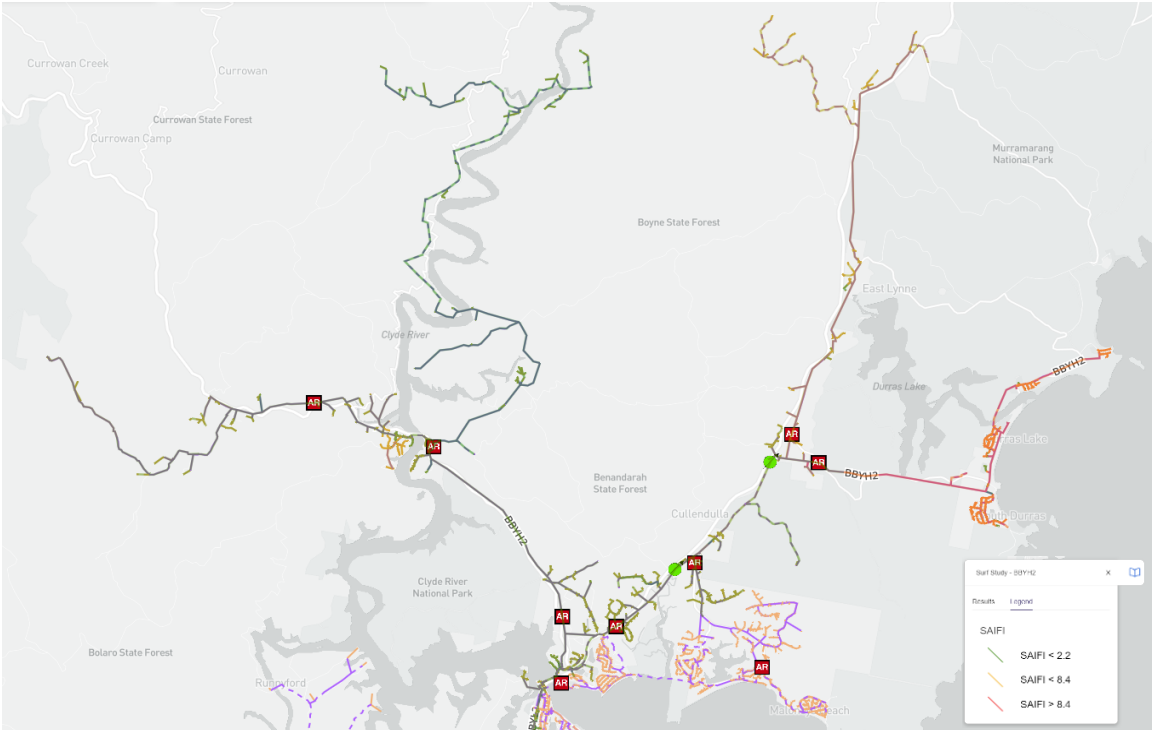 Currowan Creek
Currowan
Currowan State Forest
Currowan Camp
Murramarang
National Park
Boyne State Forest
East Lynne
Clyde River
Durras Lake
BBYH2
AR
AR
AR
AR
BBYH2
Benandarah
State Forest
Cullendulla
BBYH2
AR
Clyde River
National Park
AR
AR
AR
AR
Bolaro State Forest
Surf Study - BBYH2
×
Results
Legend
SAIFI
SAIFI < 2.2
SAIFI < 8.4
SAIFI > 8.4